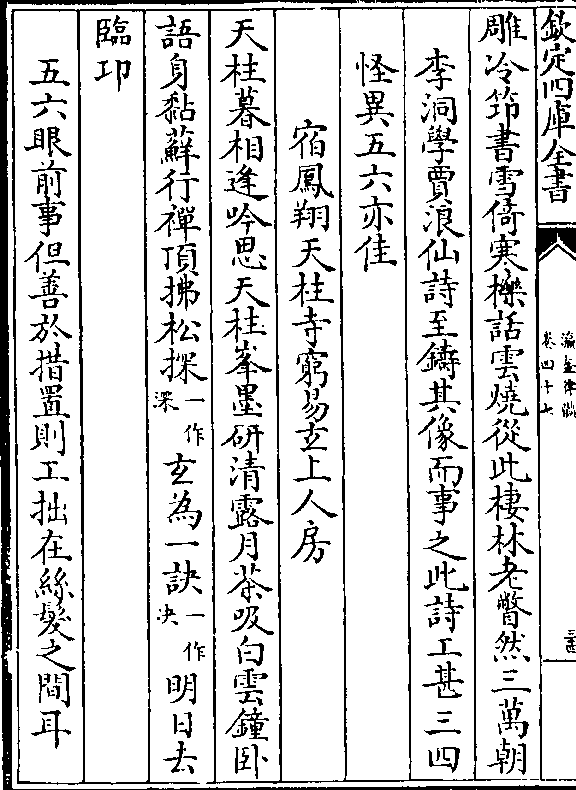 欽定四庫全書
瀛奎律髓
卷四十七
雕冷笻書雪倚寒櫟話雲燒從此棲林老瞥然三萬朝
李洞學賈浪仙詩至鑄其像而事之此詩工甚三四
怪異五六亦佳
宿鳳翔天柱寺窮易玄上人房
天柱暮相逢吟思天柱峯墨研清露月茶吸白雲鐘卧
語身黏蘚行禪頂拂松探一作深玄為一訣一作决明日去
臨卭
五六眼前事但善於措置則工拙在絲髮之間耳